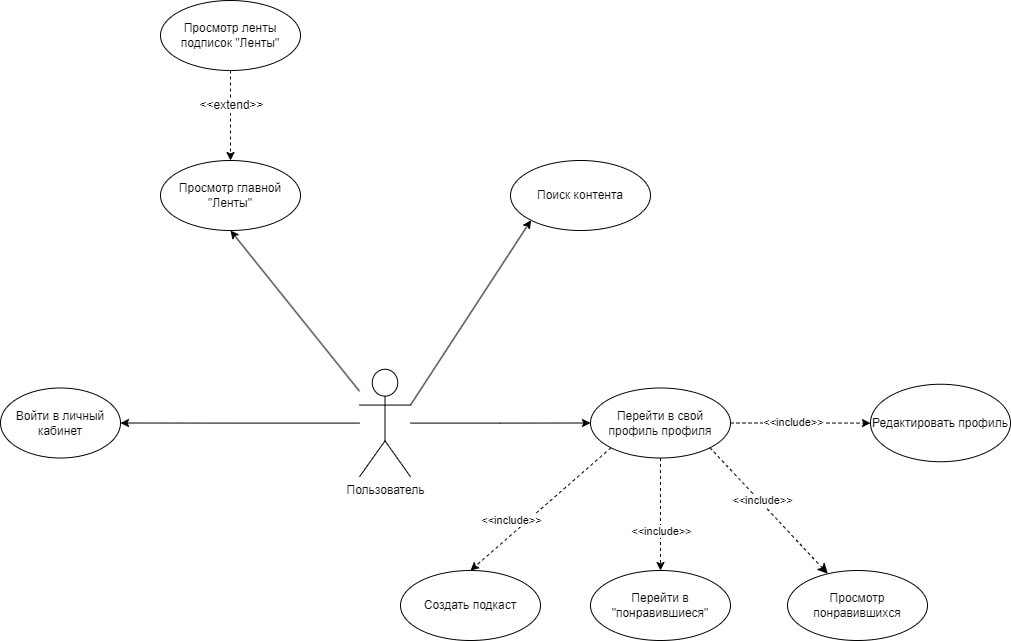 Просмотр ленты
подписок "Ленты"
<<extend>>
Просмотр главной
"Ленты"
Поиск контента
Войти в личный
кабинет
Пользователь
Перейти в свой
профиль профиля
<<include>>
Редактировать профиль
<<include>>
<<include>>
<<include>>
Создать подкаст
Перейти в
"понравившиеся"
Просмотр
понравившихся